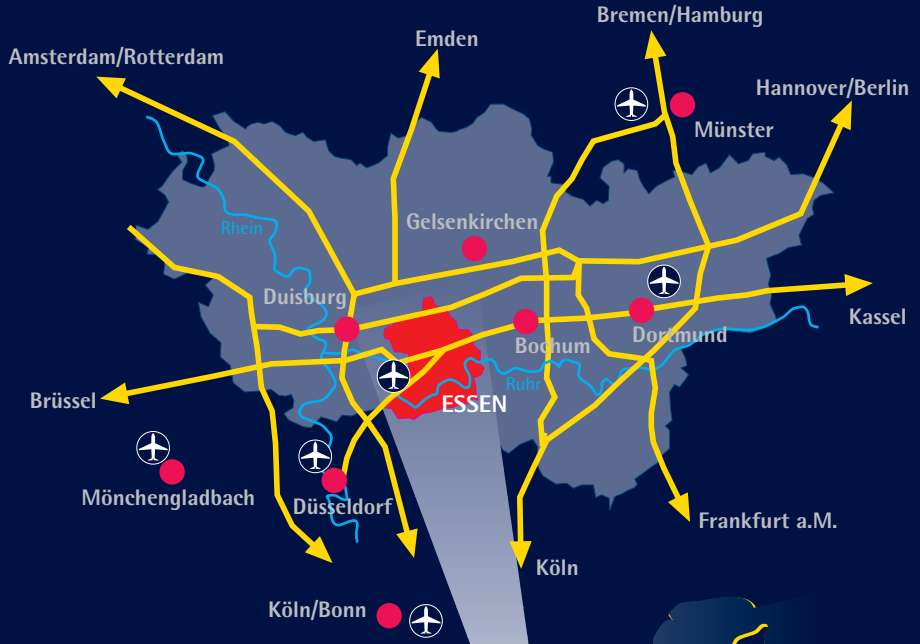 Bremen/Hamburg
Emden
Amsterdam/Rotterdam
Hannover/Berlin
Münster
Gelsenkirchen
Rhein
Duisburg
Kassel
Dortmund
Bochum
Ruhr
Brüssel
ESSEN
Mönchengladbach
Düsseldorf
Frankfurt a.M.
Köln
Köln/Bonn